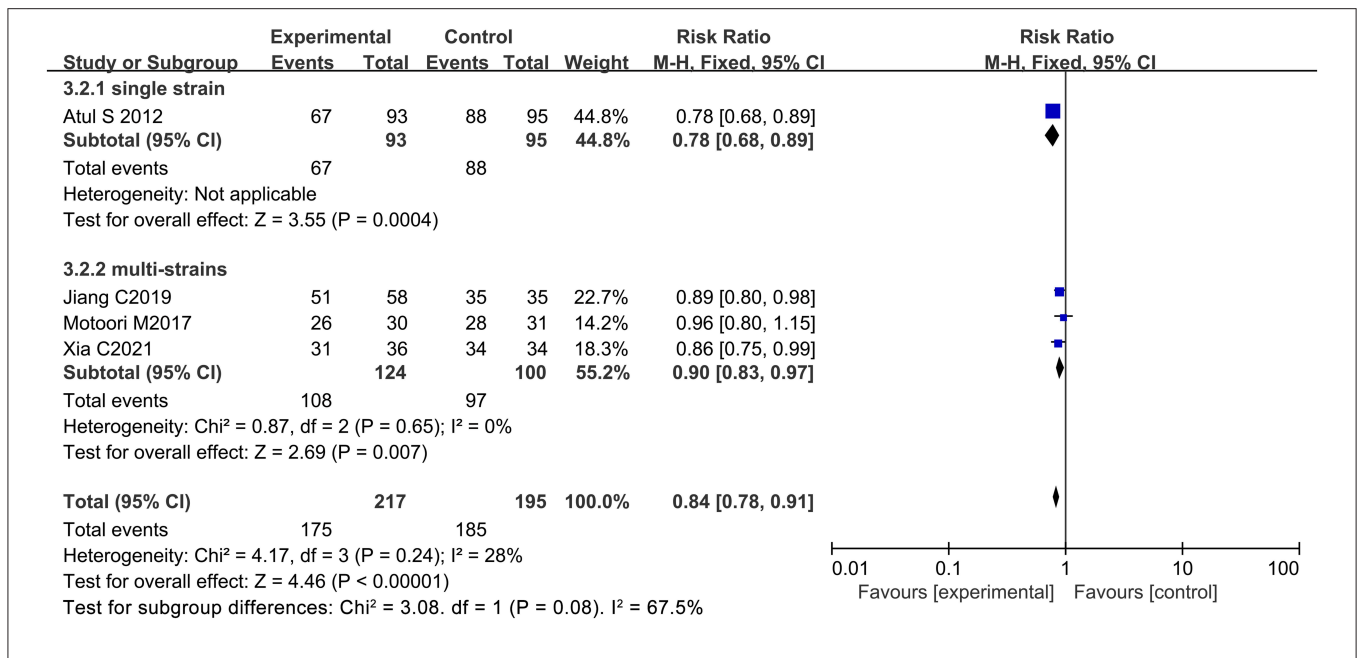 Experimental Control Risk Ratio Risk Ratio
Study or Subgroup Events Total Events Total Weight M-H, Fixed, 95% CI M-H, Fixed, 95% CI
3.2.1 single strain
Atul S 2012 67 93 88 95 44.8% 0.78 [0.68, 0.89]
Subtotal (95% CI) 93 95 44.8% 0.78 [0.68, 0.89]
Total events 67 88
Heterogeneity: Not applicable
Test for overall effect: Z = 3.55 (P = 0.0004)
3.2.2 multi-strains
Jiang C2019 51 58 35 35 22.7% 0.89 [0.80, 0.98]
Motoori M2017 26 30 28 31 14.2% 0.96 [0.80, 1.15]
Xia C2021 31 36 34 34 18.3% 0.86 [0.75, 0.99]
Subtotal (95% CI) 124 100 55.2% 0.90 [0.83, 0.97]
Total events 108 97
Heterogeneity: Chi² = 0.87, df = 2 (P = 0.65); I² = 0%
Test for overall effect: Z = 2.69 (P = 0.007)
Total (95% CI) 217 195 100.0% 0.84 [0.78, 0.91]
Total events 175 185
Heterogeneity: Chi² = 4.17, df = 3 (P = 0.24); I² = 28%
Test for overall effect: Z = 4.46 (P < 0.00001)
Test for subgroup differences: Chi² = 3.08. df = 1 (P = 0.08). I² = 67.5%
0.01 0.1 1 10 100
Favours [experimental] Favours [control]